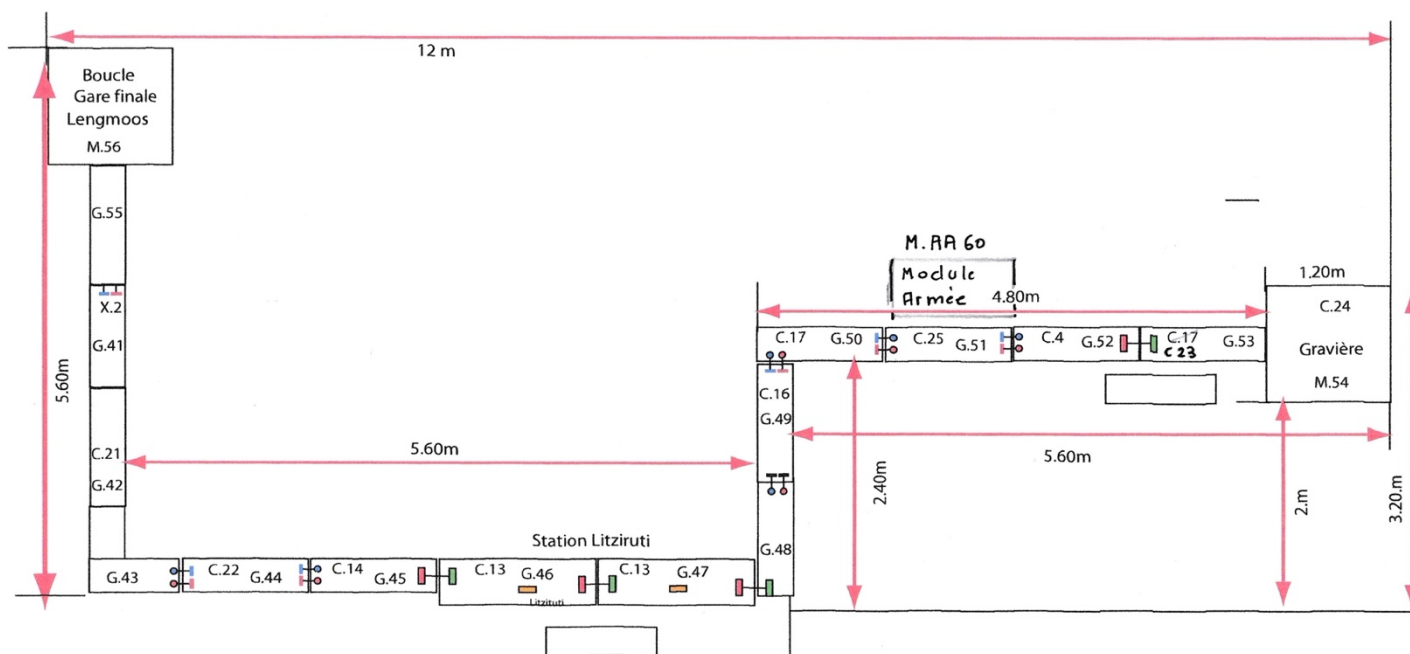 12 m
Boucle
Gare finale
Lengmoos
M.56
G.55
X.2
G.41
5.60m
C.21
G.42
M.AA 60
Module
Armée
4.80m
1.20m
C.24
Gravière
M.54
C.17 G.50
C.25 G.51
C.4 G.52
C.17 G.53
C 23
C.16
G.49
5.60m
5.60m
2.40m
2.m
3.20.m
Station Litziruti
G.48
G.43
C.22 G.44
C.14 G.45
C.13 G.46
Litzituti
C.13 G.47